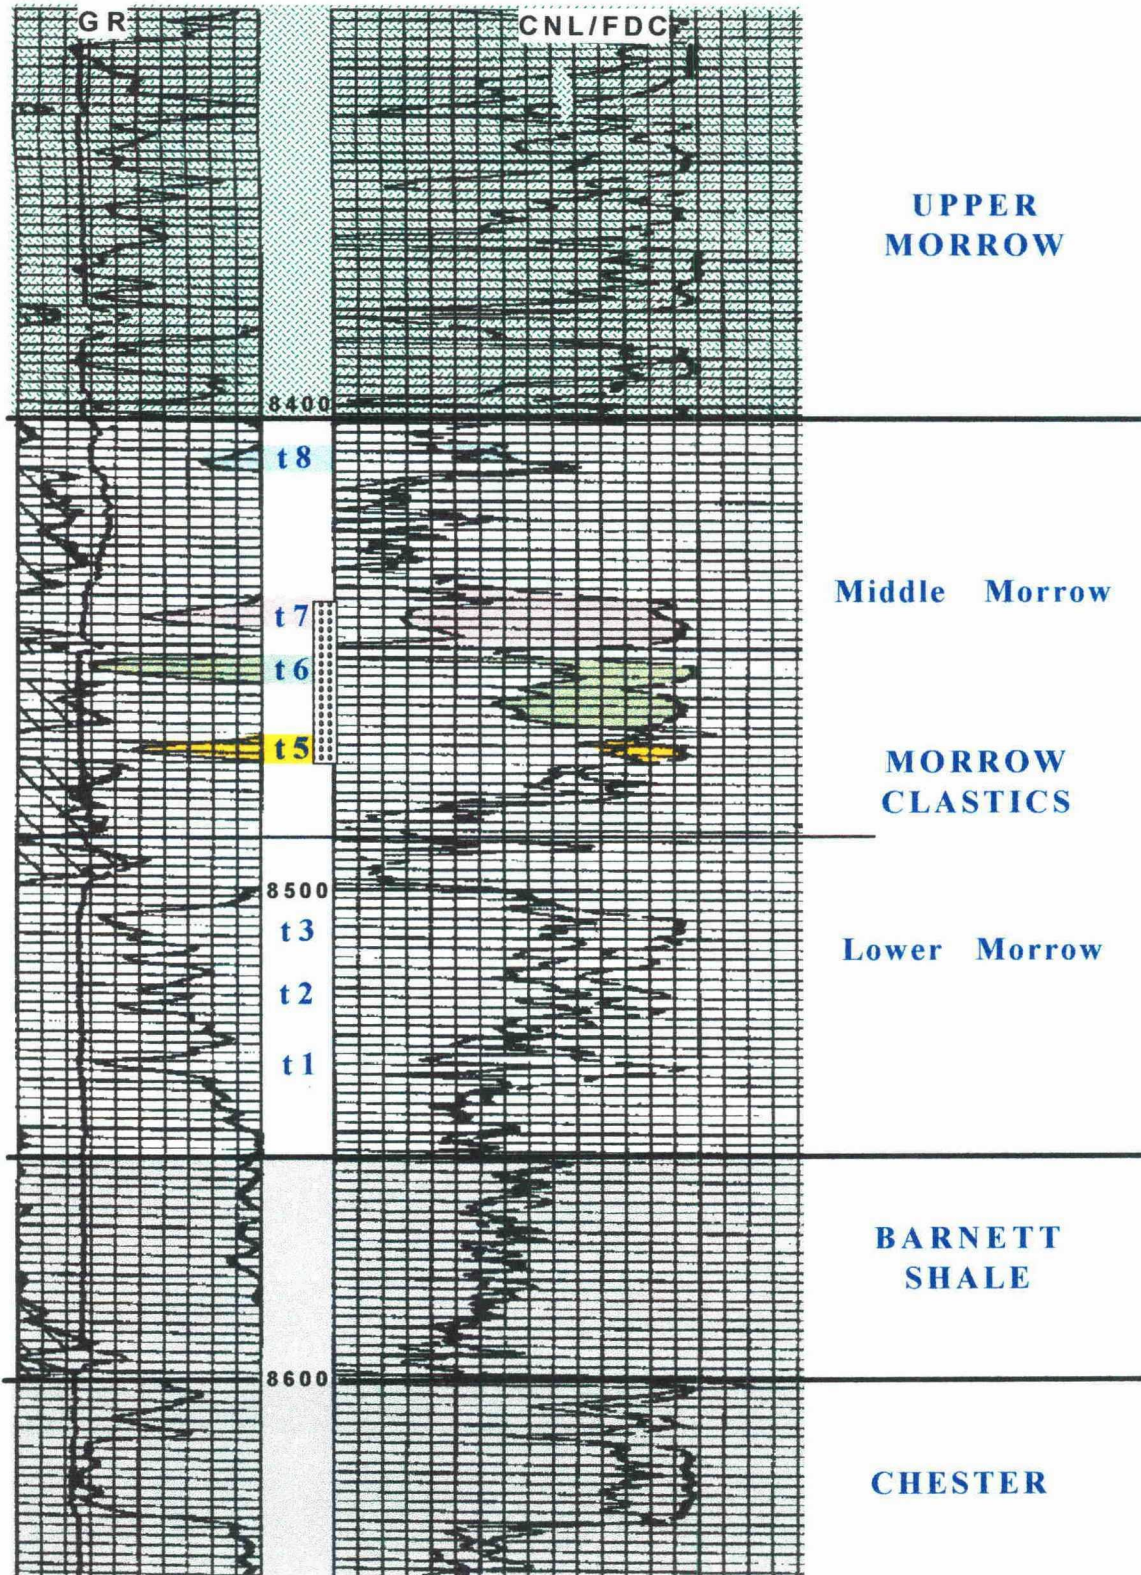 GR
CNL/FDC
UPPER
MORROW
8400
t8
Middle Morrow
t7
t6
t5
MORROW
CLASTICS
8500
t3
Lower Morrow
t2
t1
BARNETT
SHALE
8600
CHESTER